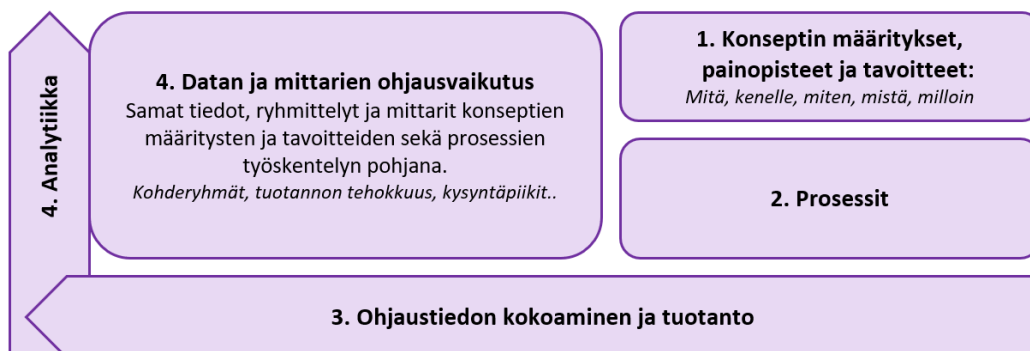 4. Analytiikka
4. Datan ja mittarien ohjausvaikutus
Samat tiedot, ryhmittelyt ja mittarit konseptien
määritysten ja tavoitteiden sekä prosessien
työskentelyn pohjana.
Kohderyhmät, tuotannon tehokkuus, kysyntäpiikit..
1. Konseptin määritykset,
painopisteet ja tavoitteet:
Mitä, kenelle, miten, mistä, milloin
2. Prosessit
3. Ohjaustiedon kokoaminen ja tuotanto